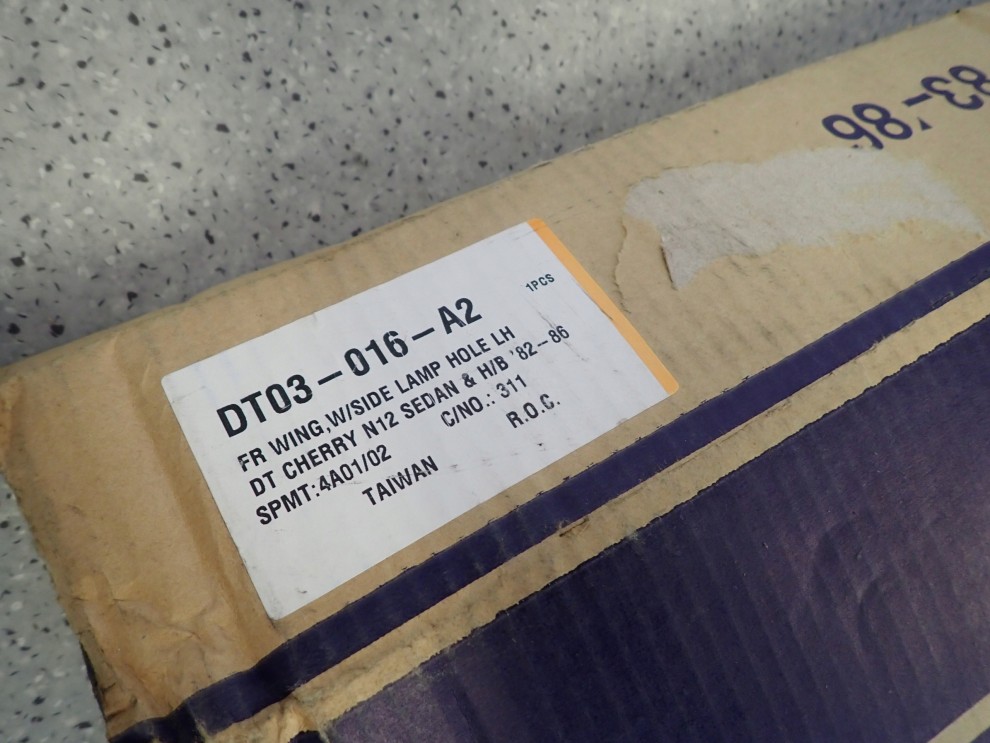 83-86
DT03-016-A2
1PCS
FR WING,W/SIDE LAMP HOLE LH
DT CHERRY N12 SEDAN & H/B '82-86
SPMT:4A01/02 C/NO.: 311
TAIWAN R.O.C.